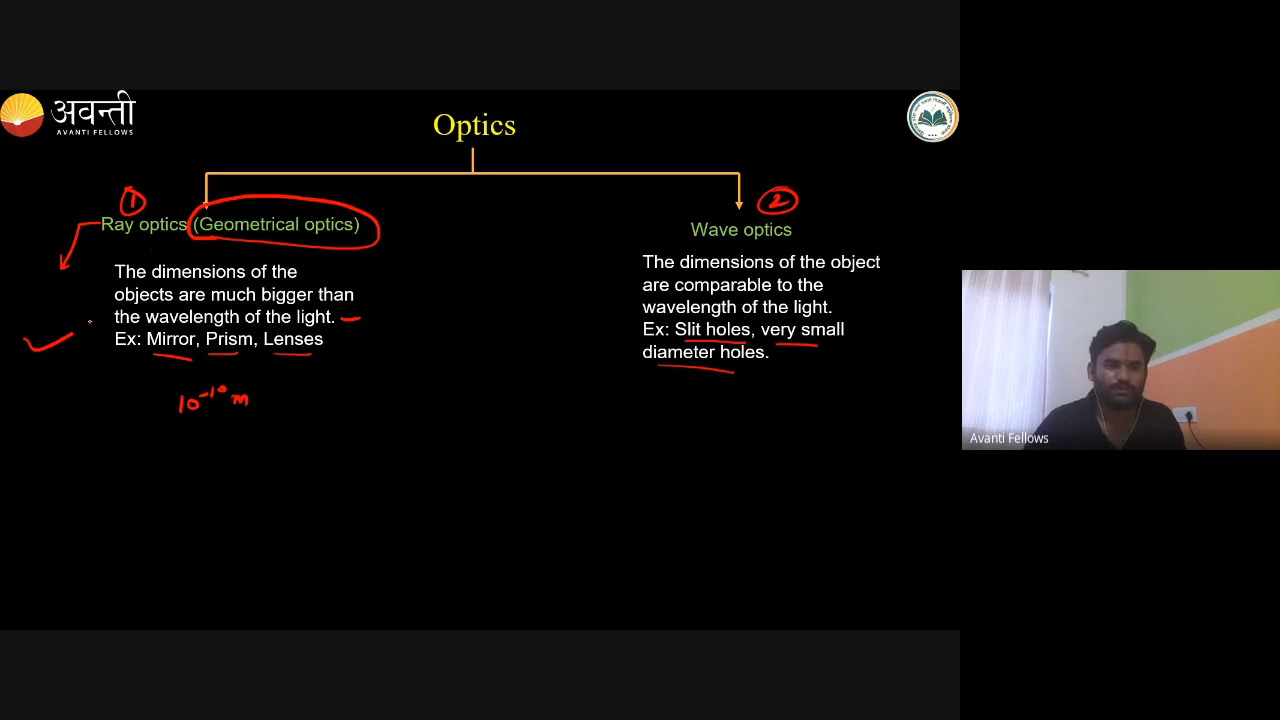 अवन्ती
AVANTI FELLOWS
Optics
1
2
Ray optics (Geometrical optics)
Wave optics
The dimensions of the
objects are much bigger than
the wavelength of the light.
Ex: Mirror, Prism, Lenses
10⁻¹⁰ m
The dimensions of the object
are comparable to the
wavelength of the light.
Ex: Slit holes, very small
diameter holes.
Avanti Fellows